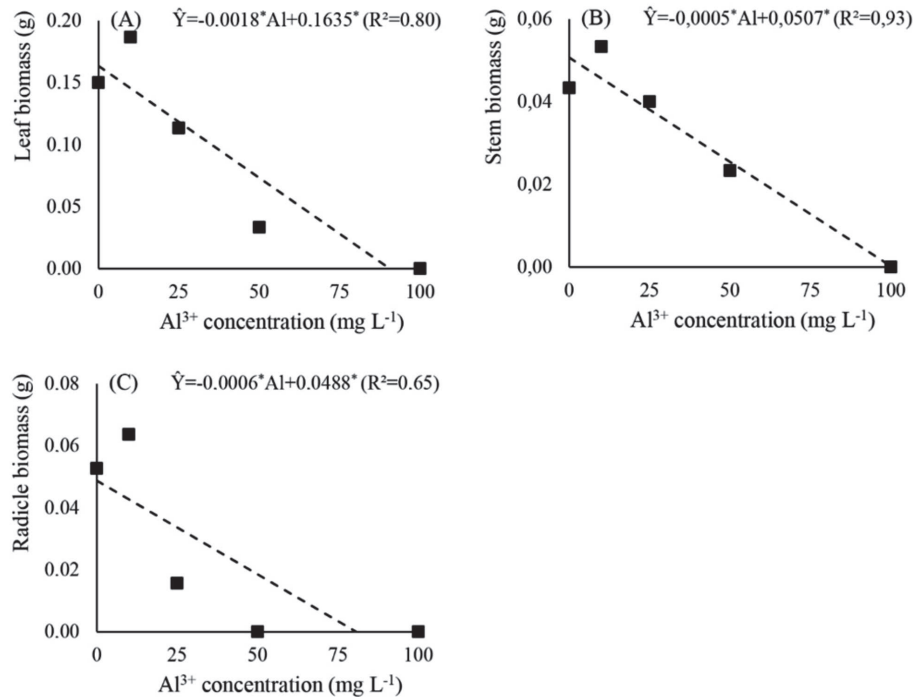 (A) Ŷ=-0.0018*Al+0.1635* (R²=0.80)
Leaf biomass (g)
0.20
0.15
0.10
0.05
0.00
0 25 50 75 100
Al³⁺ concentration (mg L⁻¹)
(B) Ŷ=-0,0005*Al+0,0507* (R²=0,93)
Stem biomass (g)
0,06
0,04
0,02
0,00
0 25 50 75 100
Al³⁺ concentration (mg L⁻¹)
(C) Ŷ=-0.0006*Al+0.0488* (R²=0.65)
Radicle biomass (g)
0.08
0.06
0.04
0.02
0.00
0 25 50 75 100
Al³⁺ concentration (mg L⁻¹)